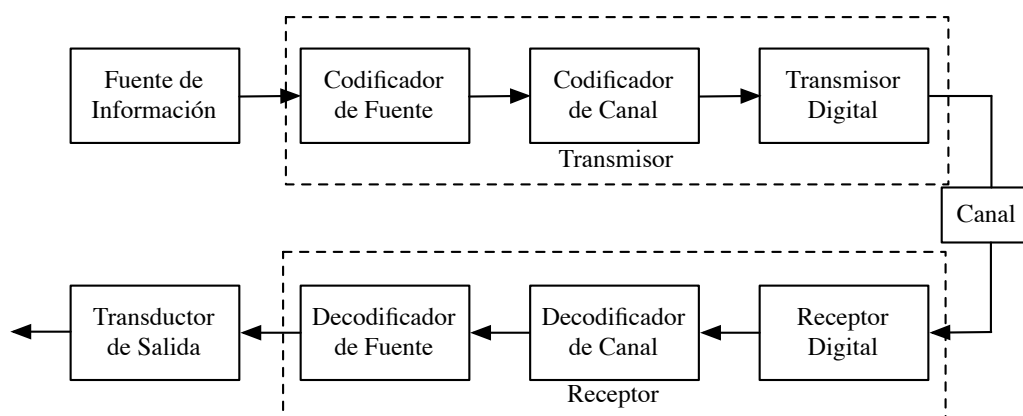 Fuente de
Información
Codificador
de Fuente
Codificador
de Canal
Transmisor
Digital
Transmisor
Canal
Transductor
de Salida
Decodificador
de Fuente
Decodificador
de Canal
Receptor
Digital
Receptor